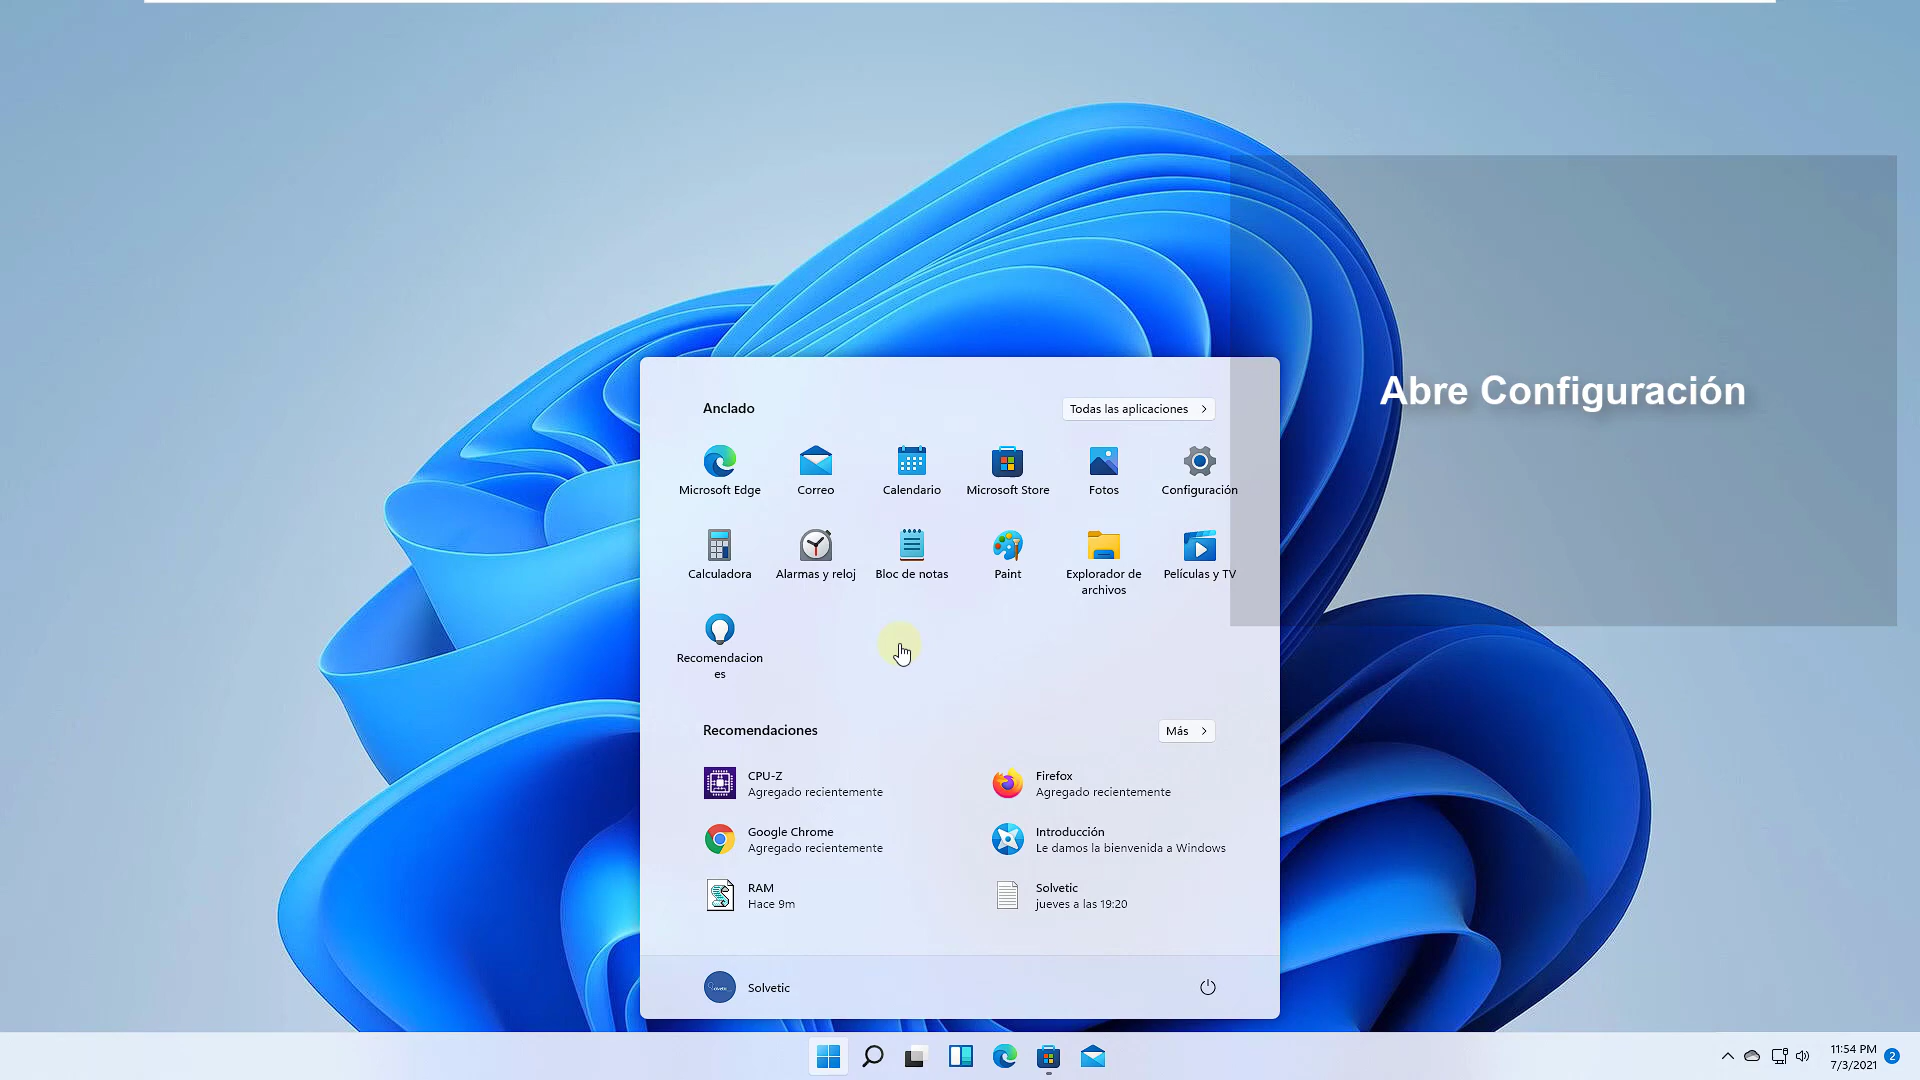 Abre Configuración
Anclado
Todas las aplicaciones
Microsoft Edge
Correo
Calendario
Microsoft Store
Fotos
Configuración
Calculadora
Alarmas y reloj
Bloc de notas
Paint
Explorador de
archivos
Películas y TV
Recomendacion
es
Recomendaciones
Más
CPU-Z
Agregado recientemente
Firefox
Agregado recientemente
Google Chrome
Agregado recientemente
Introducción
Le damos la bienvenida a Windows
RAM
Hace 9m
Solvetic
jueves a las 19:20
Solvetic
11:54 PM
7/3/2021
2